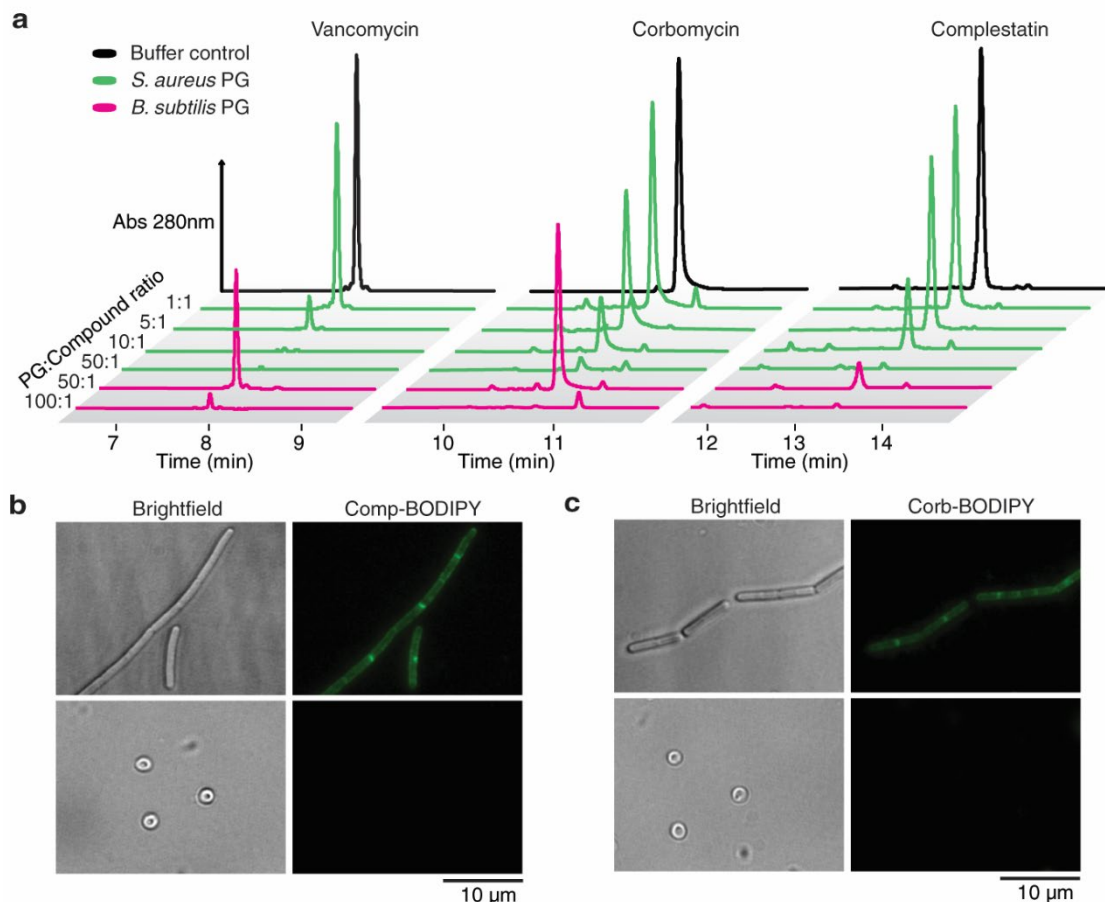 a
Vancomycin Corbomycin Complestatin
Buffer control
S. aureus PG
B. subtilis PG
Abs 280nm
PG:Compound ratio
1:1
5:1
10:1
50:1
50:1
100:1
7 8 9 10 11 12 13 14
Time (min) Time (min) Time (min)
b
Brightfield Comp-BODIPY
10 µm
c
Brightfield Corb-BODIPY
10 µm